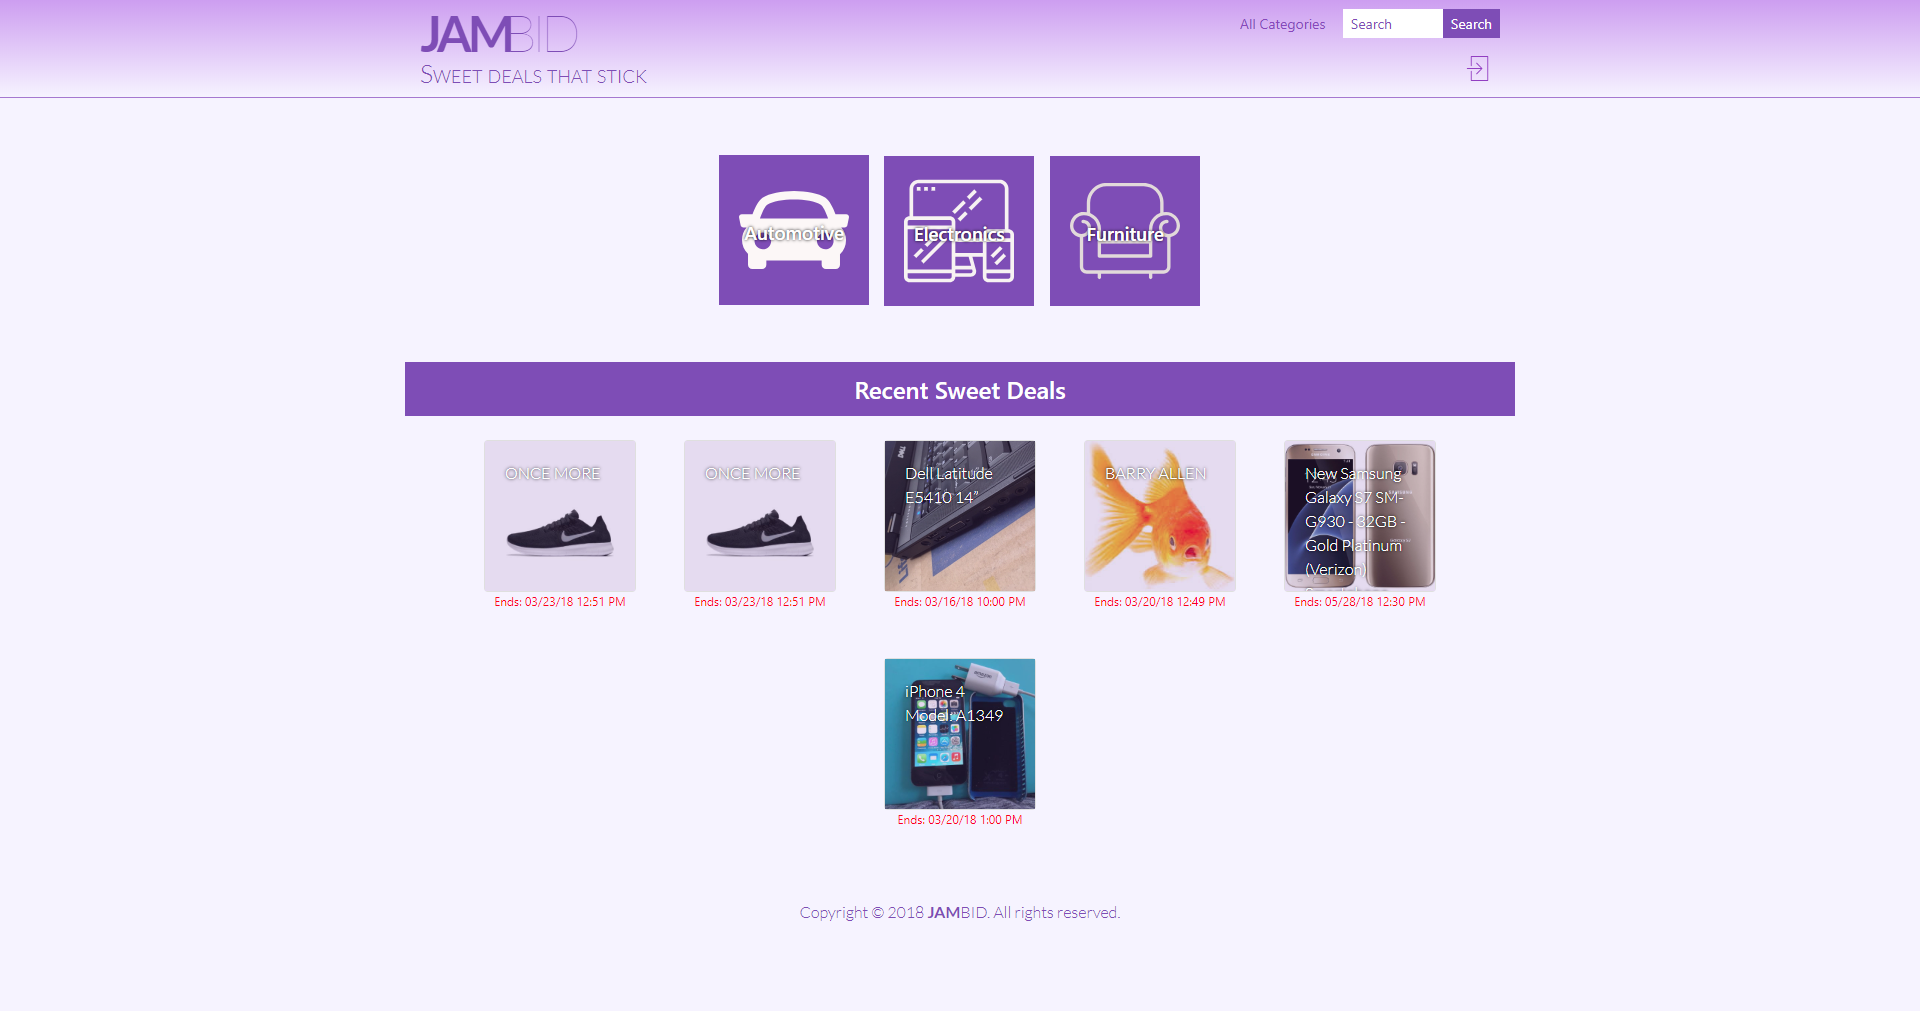 JAMBID
SWEET DEALS THAT STICK
All Categories
Search
Search
Automotive
Electronics
Furniture
Recent Sweet Deals
ONCE MORE
Ends: 03/23/18 12:51 PM
ONCE MORE
Ends: 03/23/18 12:51 PM
Dell Latitude
E5410 14”
Ends: 03/16/18 10:00 PM
BARRY ALLEN
Ends: 03/20/18 12:49 PM
New Samsung
Galaxy S7 SM-
G930 - 32GB -
Gold Platinum
(Verizon)
Ends: 05/28/18 12:30 PM
iPhone 4
Model: A1349
Ends: 03/20/18 1:00 PM
Copyright © 2018 JAMBID. All rights reserved.